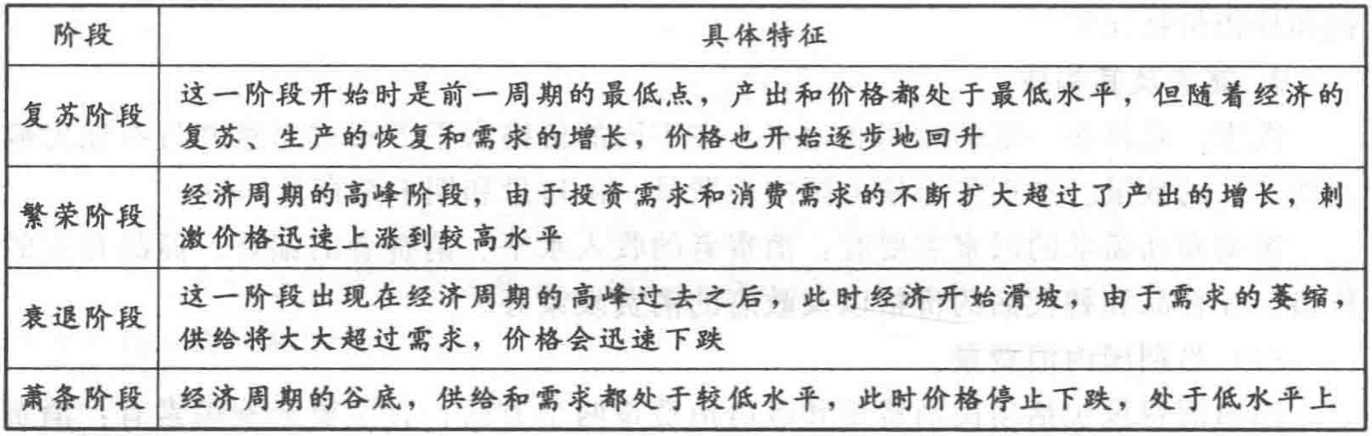 阶段 具体特征
复苏阶段 这一阶段开始时是前一周期的最低点，产出和价格都处于最低水平，但随着经济的
复苏、生产的恢复和需求的增长，价格也开始逐步地回升
繁荣阶段 经济周期的高峰阶段，由于投资需求和消费需求的不断扩大超过了产出的增长，刺
激价格迅速上涨到较高水平
衰退阶段 这一阶段出现在经济周期的高峰过去之后，此时经济开始滑坡，由于需求的萎缩，
供给将大大超过需求，价格会迅速下跌
萧条阶段 经济周期的谷底，供给和需求都处于较低水平，此时价格停止下跌，处于低水平上